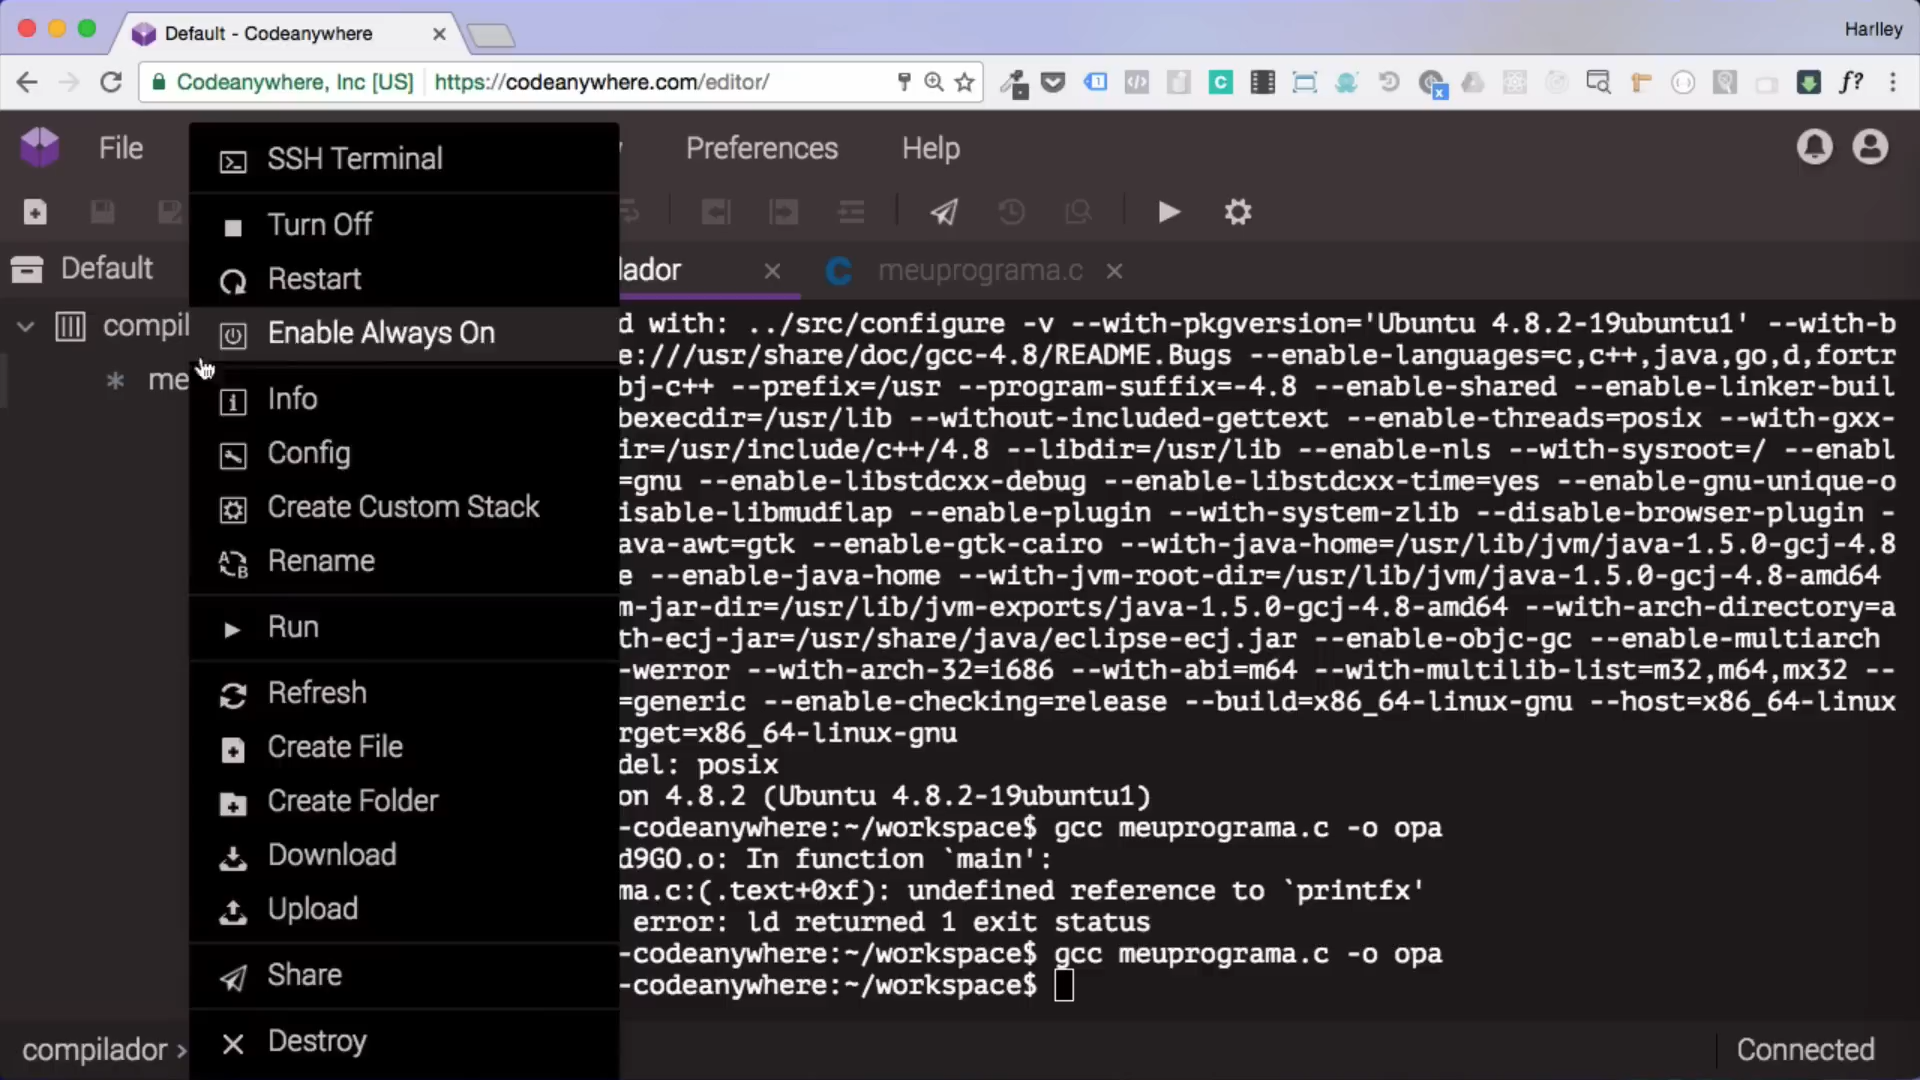 Default - Codeanywhere
Harlley
Codeanywhere, Inc [US]
https://codeanywhere.com/editor/
f?
File
Preferences
Help
SSH Terminal
Turn Off
Restart
Enable Always On
Info
Config
Create Custom Stack
Rename
Run
Refresh
Create File
Create Folder
Download
Upload
Share
Destroy
Default
compil
me
lador
meuprograma.c
d with: ../src/configure -v --with-pkgversion='Ubuntu 4.8.2-19ubuntu1' --with-b
e:///usr/share/doc/gcc-4.8/README.Bugs --enable-languages=c,c++,java,go,d,fortr
bj-c++ --prefix=/usr --program-suffix=-4.8 --enable-shared --enable-linker-buil
bexecdir=/usr/lib --without-included-gettext --enable-threads=posix --with-gxx-
ir=/usr/include/c++/4.8 --libdir=/usr/lib --enable-nls --with-sysroot=/ --enabl
=gnu --enable-libstdcxx-debug --enable-libstdcxx-time=yes --enable-gnu-unique-o
isable-libmudflap --enable-plugin --with-system-zlib --disable-browser-plugin -
ava-awt=gtk --enable-gtk-cairo --with-java-home=/usr/lib/jvm/java-1.5.0-gcj-4.8
e --enable-java-home --with-jvm-root-dir=/usr/lib/jvm/java-1.5.0-gcj-4.8-amd64
m-jar-dir=/usr/lib/jvm-exports/java-1.5.0-gcj-4.8-amd64 --with-arch-directory=a
th-ecj-jar=/usr/share/java/eclipse-ecj.jar --enable-objc-gc --enable-multiarch
-werror --with-arch-32=i686 --with-abi=m64 --with-multilib-list=m32,m64,mx32 --
=generic --enable-checking=release --build=x86_64-linux-gnu --host=x86_64-linux
rget=x86_64-linux-gnu
del: posix
on 4.8.2 (Ubuntu 4.8.2-19ubuntu1)
-codeanywhere:~/workspace$ gcc meuprograma.c -o opa
d9GO.o: In function `main':
ma.c:(.text+0xf): undefined reference to `printfx'
error: ld returned 1 exit status
-codeanywhere:~/workspace$ gcc meuprograma.c -o opa
-codeanywhere:~/workspace$
compilador >
Connected